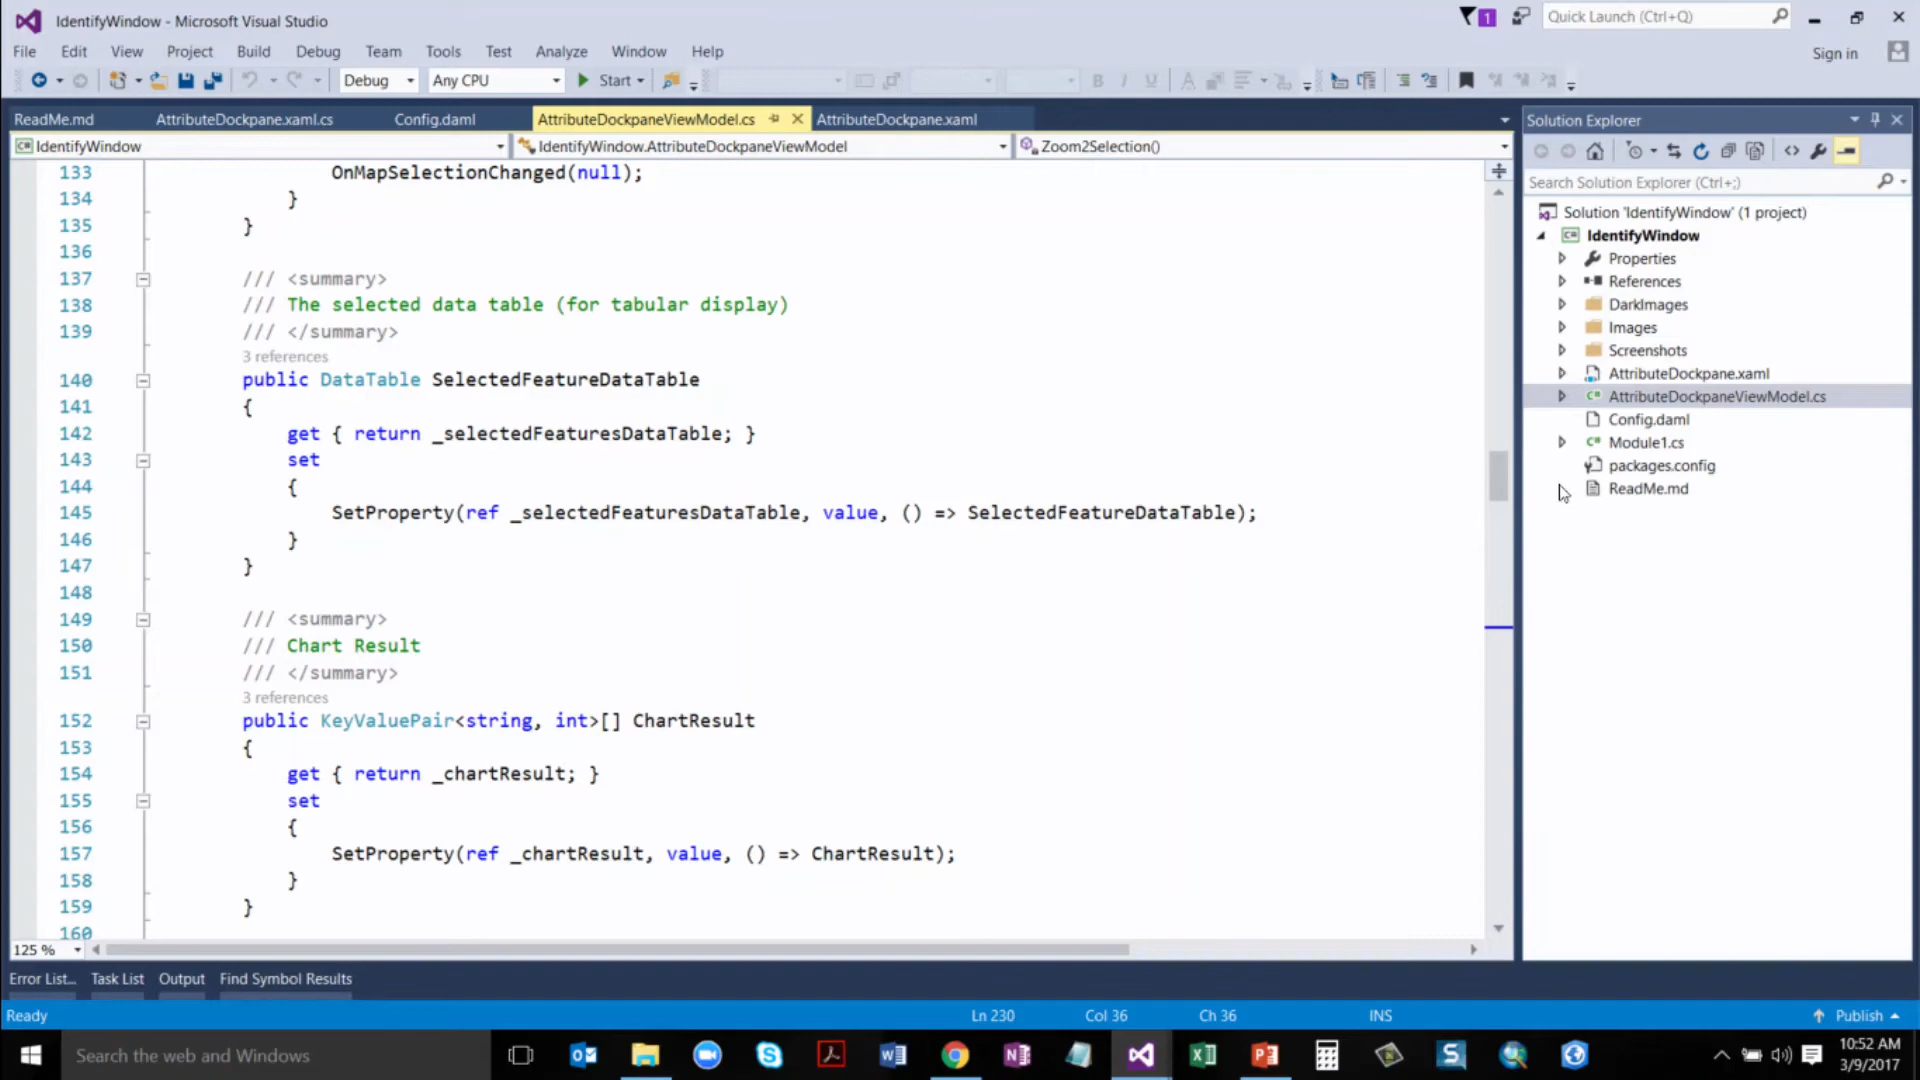 IdentifyWindow - Microsoft Visual Studio
1
Quick Launch (Ctrl+Q)
File Edit View Project Build Debug Team Tools Test Analyze Window Help
Sign in
Debug Any CPU Start
ReadMe.md AttributeDockpane.xaml.cs Config.daml AttributeDockpaneViewModel.cs AttributeDockpane.xaml
IdentifyWindow IdentifyWindow.AttributeDockpaneViewModel Zoom2Selection()
133 OnMapSelectionChanged(null);
134 }
135 }
136
137 /// <summary>
138 /// The selected data table (for tabular display)
139 /// </summary>
3 references
140 public DataTable SelectedFeatureDataTable
141 {
142 get { return _selectedFeaturesDataTable; }
143 set
144 {
145 SetProperty(ref _selectedFeaturesDataTable, value, () => SelectedFeatureDataTable);
146 }
147 }
148
149 /// <summary>
150 /// Chart Result
151 /// </summary>
3 references
152 public KeyValuePair<string, int>[] ChartResult
153 {
154 get { return _chartResult; }
155 set
156 {
157 SetProperty(ref _chartResult, value, () => ChartResult);
158 }
159 }
160
125 %
Solution Explorer
Search Solution Explorer (Ctrl+;)
Solution 'IdentifyWindow' (1 project)
IdentifyWindow
Properties
References
DarkImages
Images
Screenshots
AttributeDockpane.xaml
AttributeDockpaneViewModel.cs
Config.daml
Module1.cs
packages.config
ReadMe.md
Error List... Task List Output Find Symbol Results
Ready Ln 230 Col 36 Ch 36 INS Publish
Search the web and Windows
10:52 AM
3/9/2017